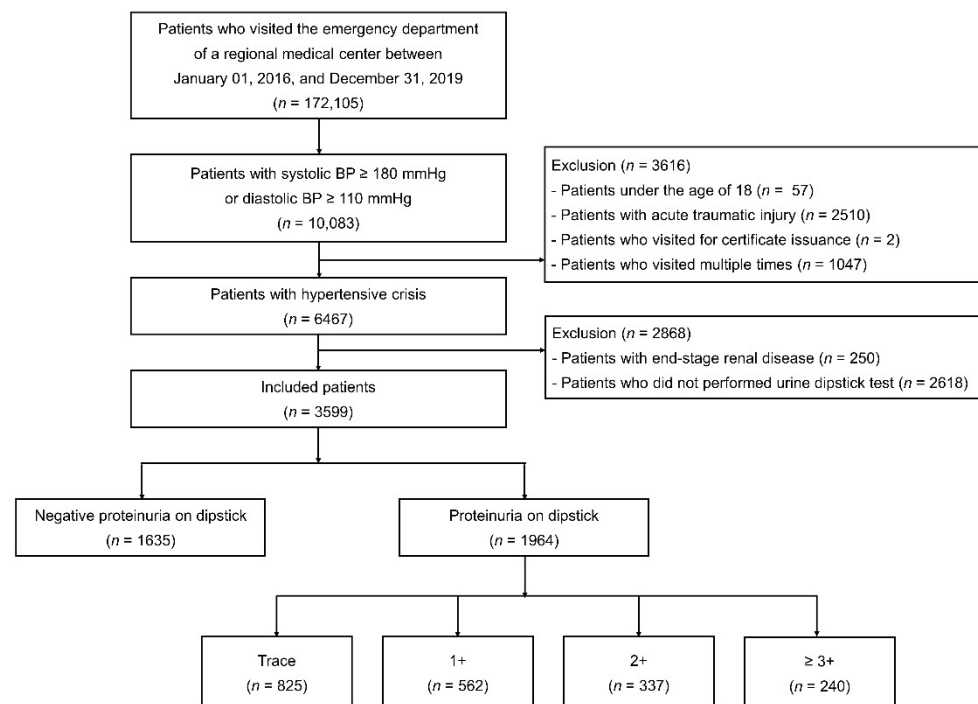 Patients who visited the emergency department
of a regional medical center between
January 01, 2016, and December 31, 2019
(n = 172,105)
Patients with systolic BP ≥ 180 mmHg
or diastolic BP ≥ 110 mmHg
(n = 10,083)
Exclusion (n = 3616)
- Patients under the age of 18 (n = 57)
- Patients with acute traumatic injury (n = 2510)
- Patients who visited for certificate issuance (n = 2)
- Patients who visited multiple times (n = 1047)
Patients with hypertensive crisis
(n = 6467)
Exclusion (n = 2868)
- Patients with end-stage renal disease (n = 250)
- Patients who did not performed urine dipstick test (n = 2618)
Included patients
(n = 3599)
Negative proteinuria on dipstick
(n = 1635)
Proteinuria on dipstick
(n = 1964)
Trace
(n = 825)
1+
(n = 562)
2+
(n = 337)
≥ 3+
(n = 240)